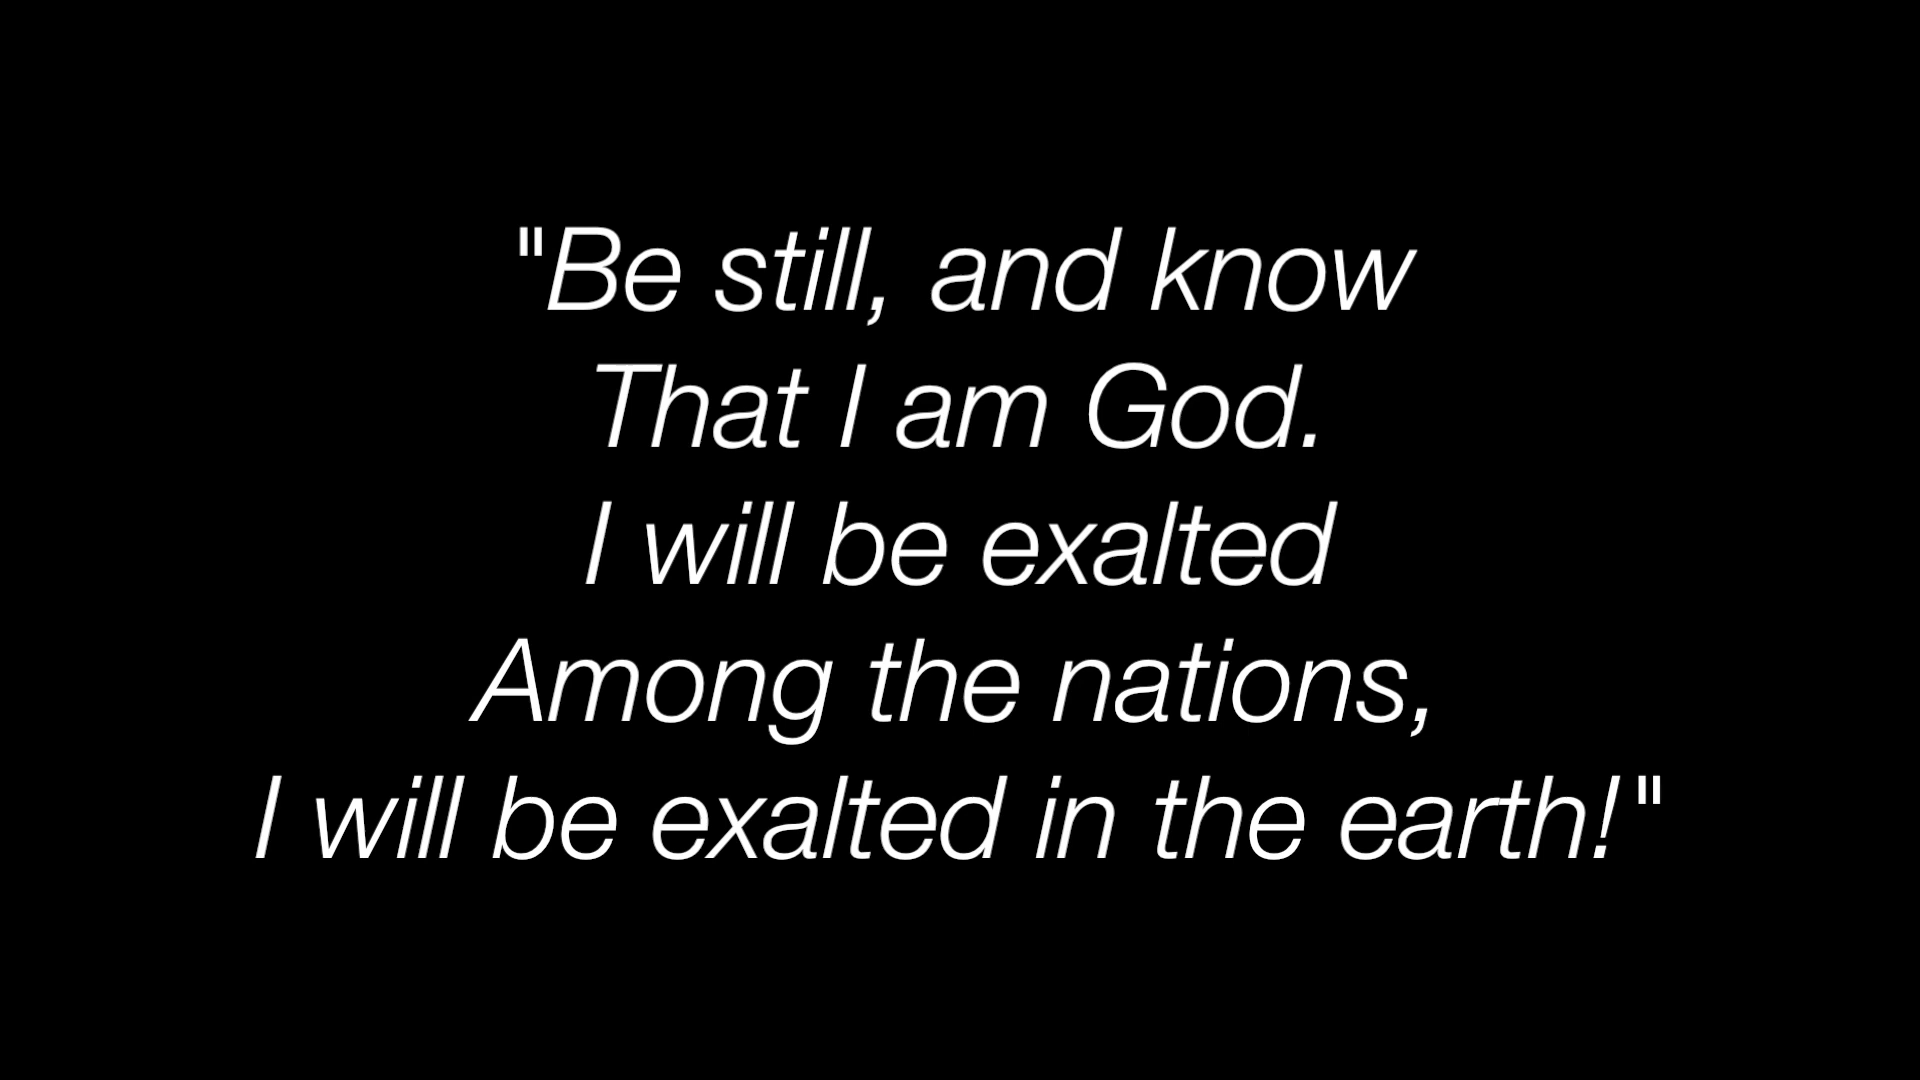 "Be still, and know
That I am God.
I will be exalted
Among the nations,
I will be exalted in the earth!"